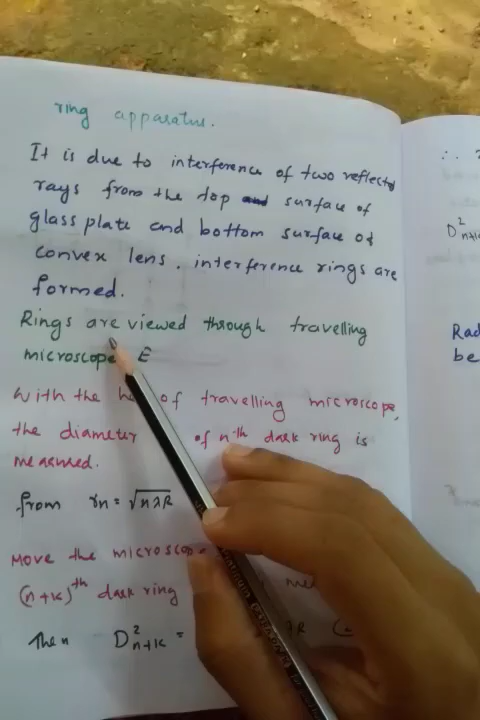 ring apparatus.
It is due to interference of two reflected
rays from the top surface of
glass plate and bottom surface of
convex lens. interference rings are
formed.
Rings are viewed through travelling
microscope E
With the of travelling microscope,
the diameter of nth dark ring is
measured.
from rn = √nλR
Move the microscop
(n+k)th dark ring me
Then D²n+k =
∴
D²n+
Rad
be